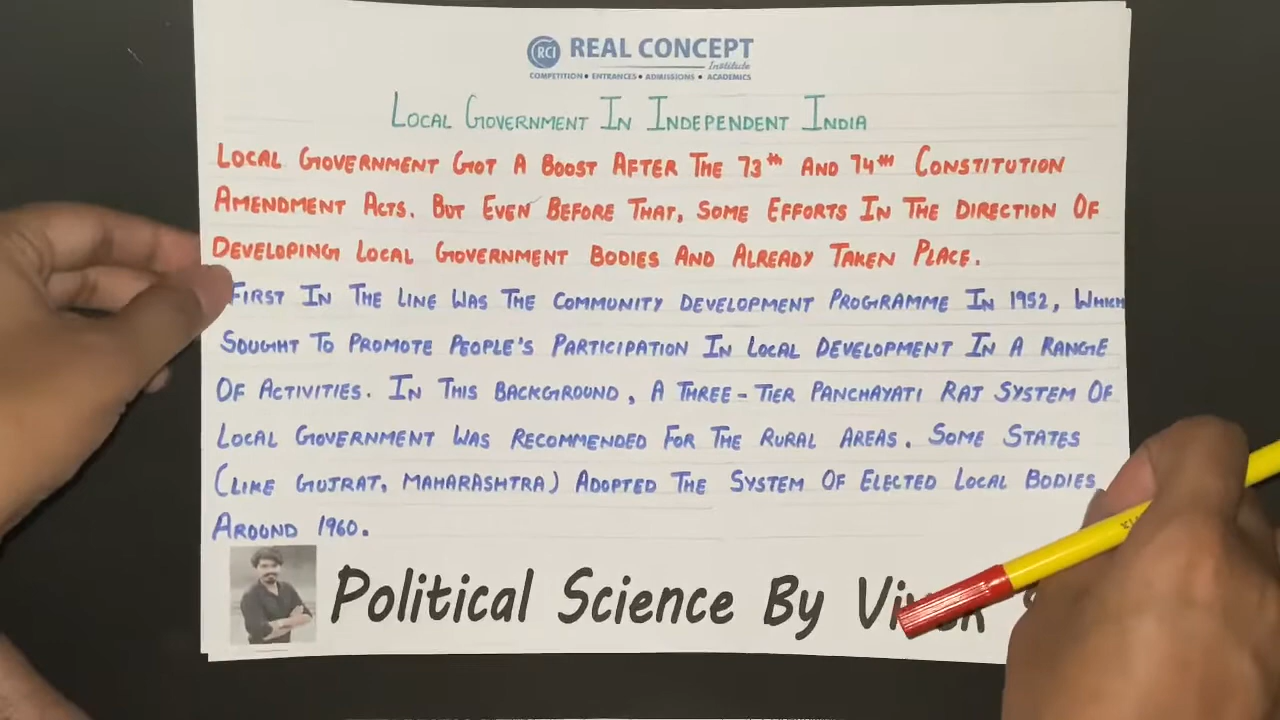 RCI REAL CONCEPT
Institute
COMPETITION • ENTRANCES • ADMISSIONS • ACADEMICS
LOCAL GOVERNMENT IN INDEPENDENT INDIA
LOCAL GOVERNMENT GOT A BOOST AFTER THE 73th AND 74th CONSTITUTION
AMENDMENT ACTS. BUT EVEN BEFORE THAT, SOME EFFORTS IN THE DIRECTION OF
DEVELOPING LOCAL GOVERNMENT BODIES AND ALREADY TAKEN PLACE.
FIRST IN THE LINE WAS THE COMMUNITY DEVELOPMENT PROGRAMME IN 1952, WHICH
SOUGHT TO PROMOTE PEOPLE'S PARTICIPATION IN LOCAL DEVELOPMENT IN A RANGE
OF ACTIVITIES. IN THIS BACKGROUND, A THREE-TIER PANCHAYATI RAJ SYSTEM OF
LOCAL GOVERNMENT WAS RECOMMENDED FOR THE RURAL AREAS. SOME STATES
(LIKE GUJRAT, MAHARASHTRA) ADOPTED THE SYSTEM OF ELECTED LOCAL BODIES
AROUND 1960.
Political Science By